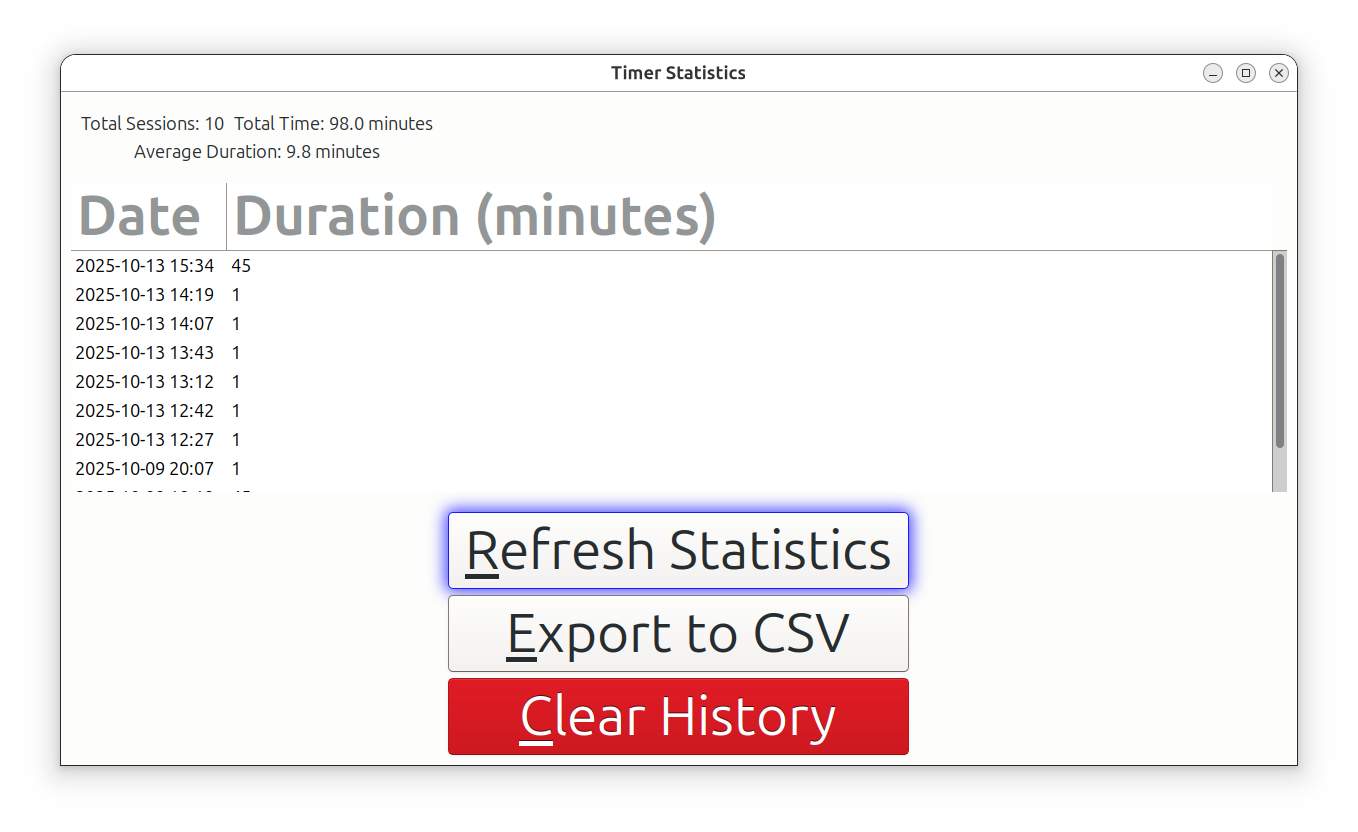 Timer Statistics
Total Sessions: 10 Total Time: 98.0 minutes
Average Duration: 9.8 minutes
Date Duration (minutes)
2025-10-13 15:34 45
2025-10-13 14:19 1
2025-10-13 14:07 1
2025-10-13 13:43 1
2025-10-13 13:12 1
2025-10-13 12:42 1
2025-10-13 12:27 1
2025-10-09 20:07 1
Refresh Statistics
Export to CSV
Clear History